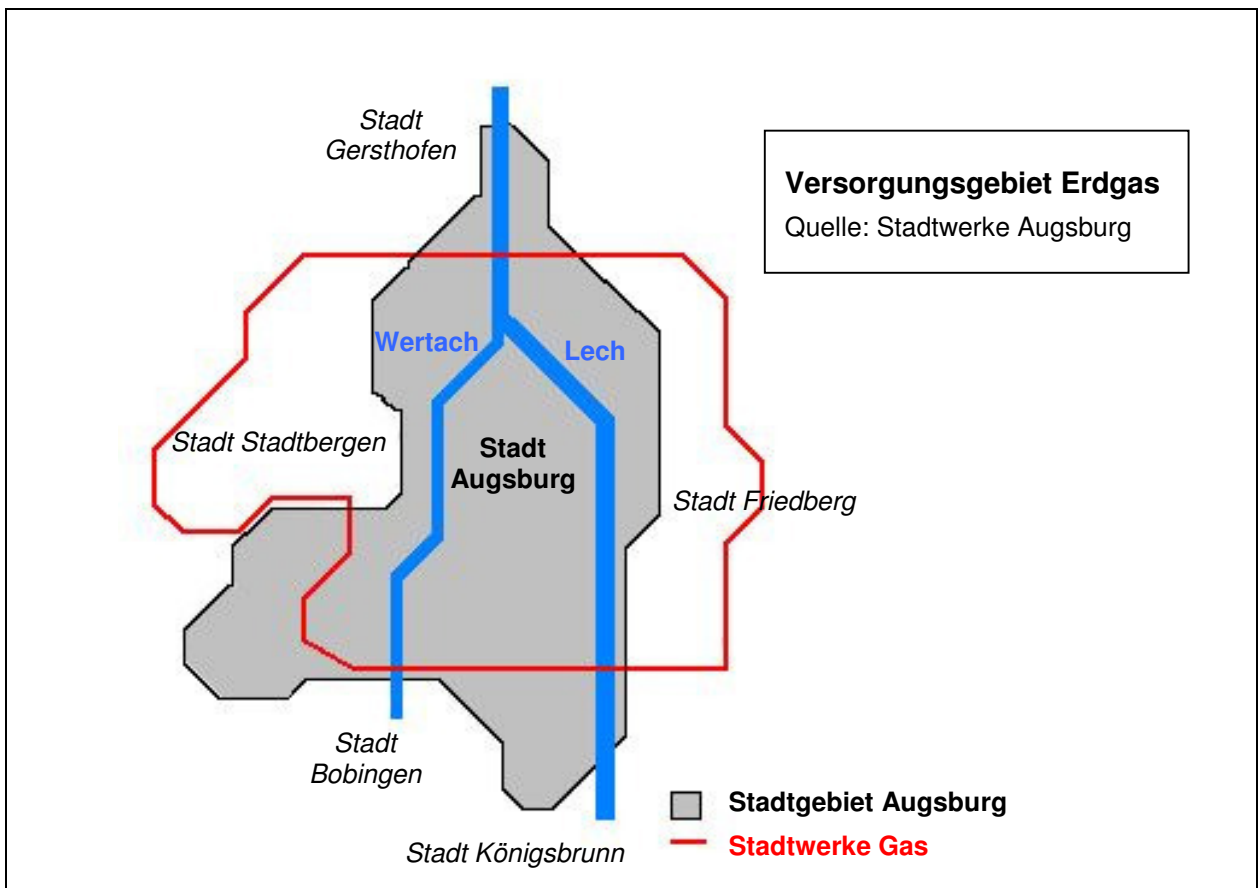 Stadt
Gersthofen
Versorgungsgebiet Erdgas
Quelle: Stadtwerke Augsburg
Wertach
Lech
Stadt Stadtbergen
Stadt
Augsburg
Stadt Friedberg
Stadt
Bobingen
Stadt Königsbrunn
Stadtgebiet Augsburg
Stadtwerke Gas